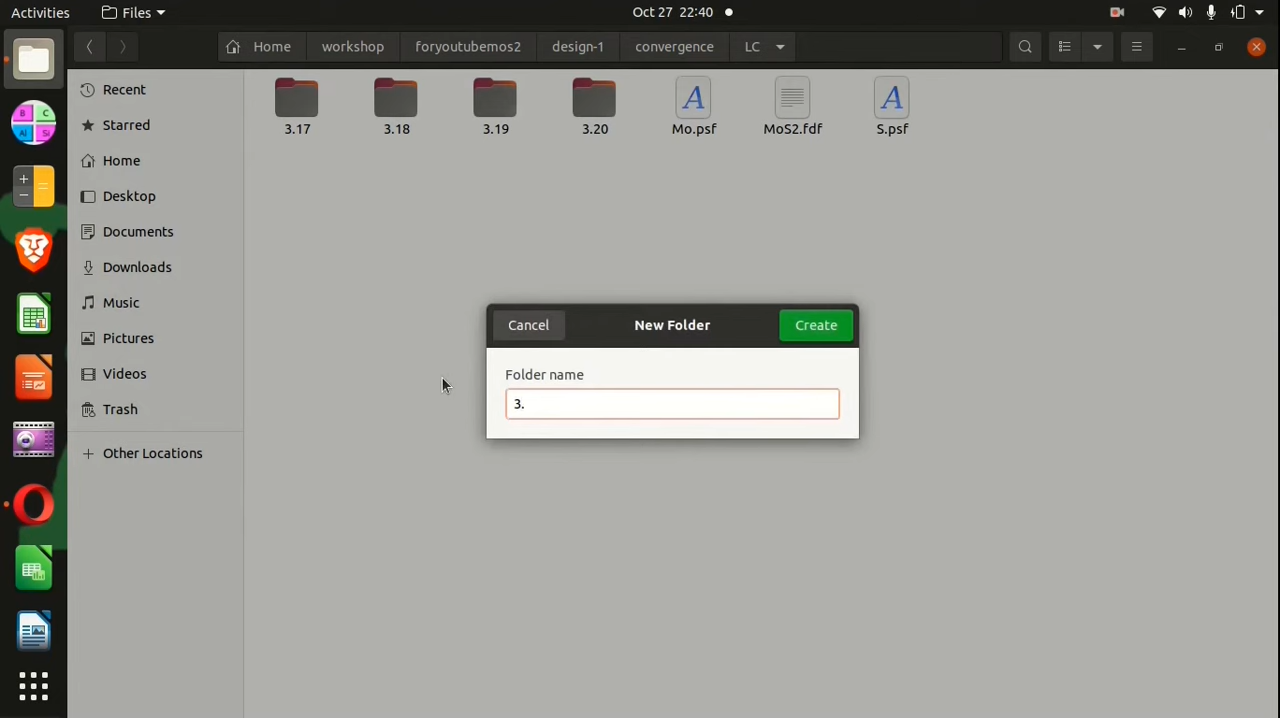 Activities
Files
Oct 27 22:40
Home
workshop
foryoutubemos2
design-1
convergence
LC
Recent
Starred
Home
Desktop
Documents
Downloads
Music
Pictures
Videos
Trash
+ Other Locations
3.17
3.18
3.19
3.20
Mo.psf
MoS2.fdf
S.psf
Cancel
New Folder
Create
Folder name
3.
B C
Al Si